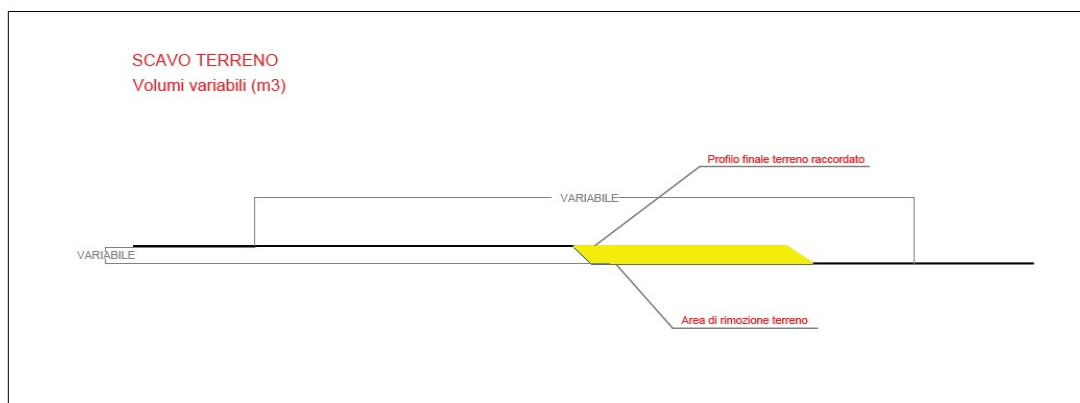 SCAVO TERRENO
Volumi variabili (m3)
Profilo finale terreno raccordato
VARIABILE
VARIABILE
Area di rimozione terreno